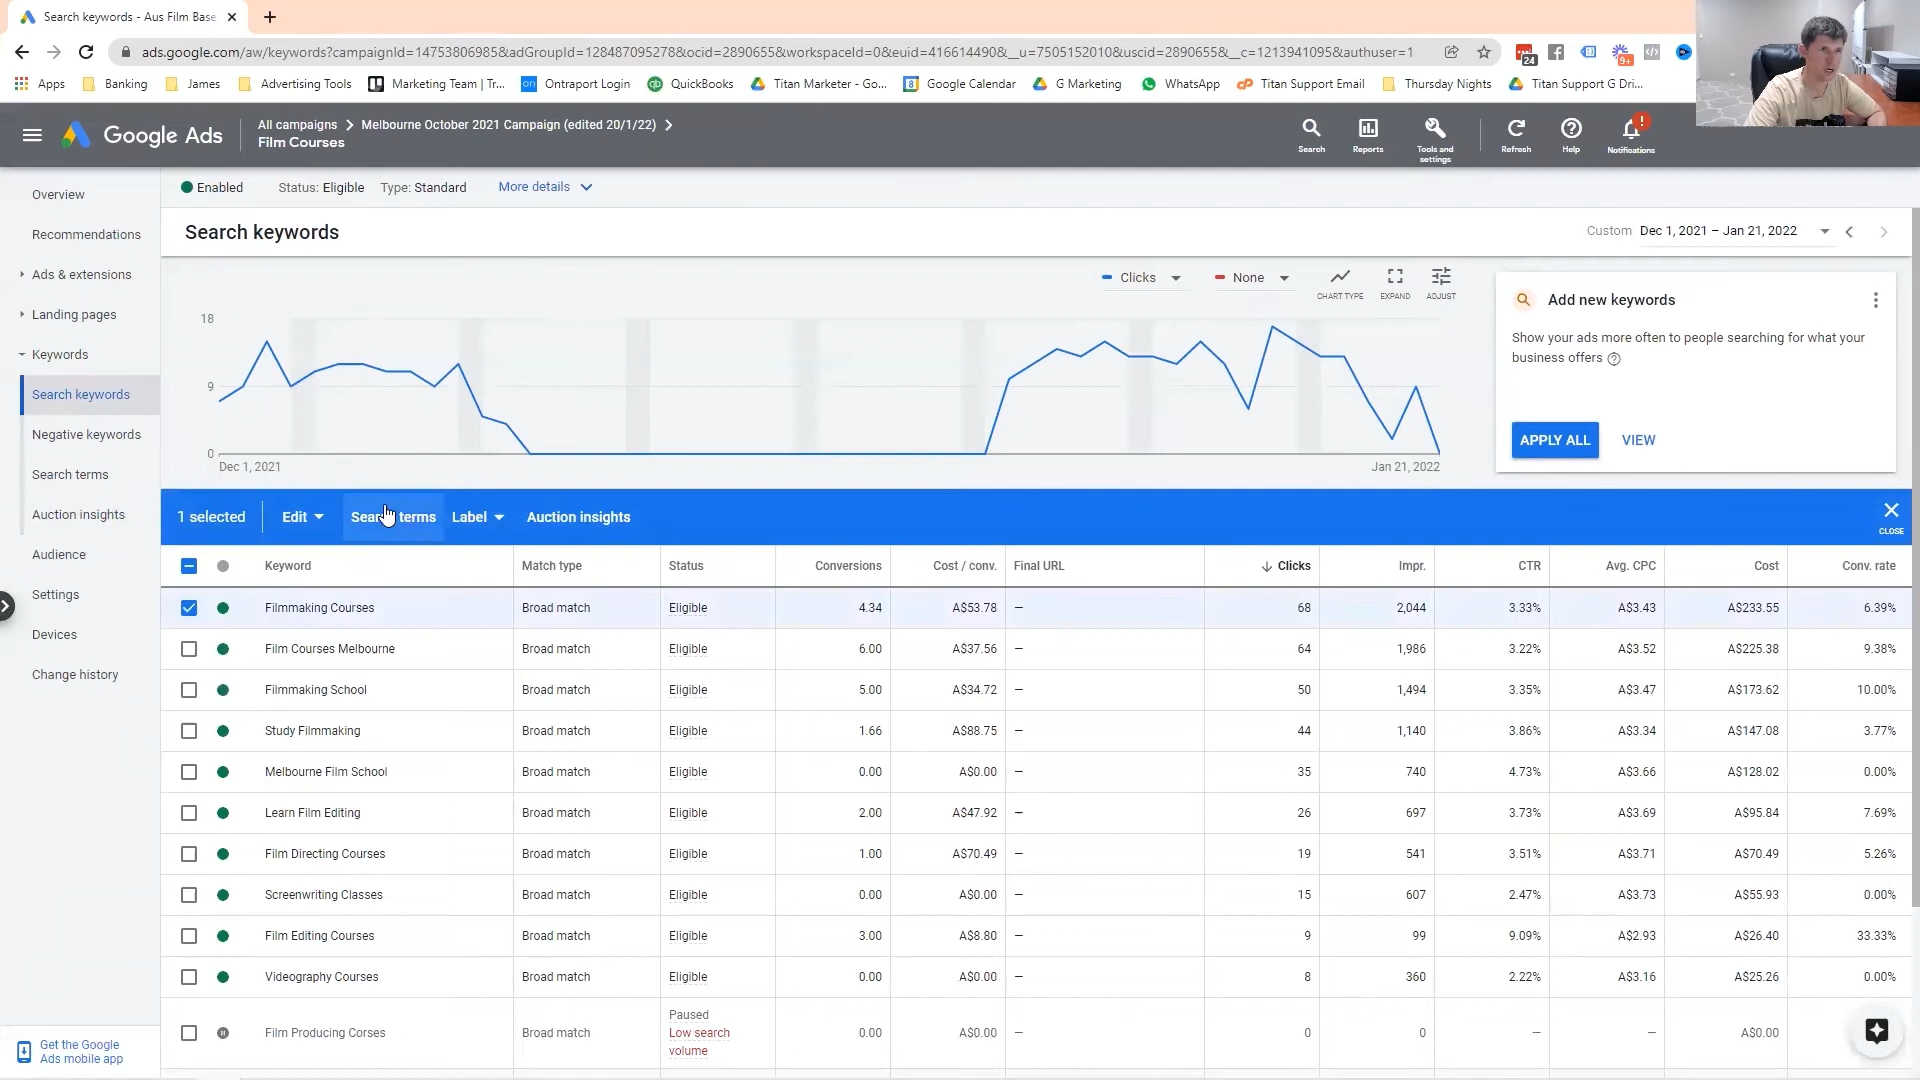 Search keywords - Aus Film Base
ads.google.com/aw/keywords?campaignId=14753806985&adGroupId=128487095278&ocid=2890655&workspaceId=0&euid=416614490&__u=7505152010&uscid=2890655&__c=1213941095&authuser=1
24
9+
Apps
Banking
James
Advertising Tools
Marketing Team | Tr...
on
Ontraport Login
qb
QuickBooks
Titan Marketer - Go...
8
Google Calendar
G Marketing
WhatsApp
cP
Titan Support Email
Thursday Nights
Titan Support G Dri...
Google Ads
All campaigns
Melbourne October 2021 Campaign (edited 20/1/22)
Film Courses
Search
Reports
Tools and settings
Refresh
Help
!
Notifications
Enabled
Status: Eligible
Type: Standard
More details
Overview
Recommendations
Ads & extensions
Landing pages
Keywords
Search keywords
Negative keywords
Search terms
Auction insights
Audience
Settings
Devices
Change history
Get the Google
Ads mobile app
Search keywords
Custom Dec 1, 2021 – Jan 21, 2022
Clicks
None
CHART TYPE
EXPAND
ADJUST
18
9
0
Dec 1, 2021
Jan 21, 2022
Add new keywords
Show your ads more often to people searching for what your
business offers
APPLY ALL
VIEW
1 selected
Edit
Search terms
Label
Auction insights
CLOSE
Keyword Match type Status Conversions Cost / conv. Final URL Clicks Impr. CTR Avg. CPC Cost Conv. rate
Filmmaking Courses Broad match Eligible 4.34 A$53.78 — 68 2,044 3.33% A$3.43 A$233.55 6.39%
Film Courses Melbourne Broad match Eligible 6.00 A$37.56 — 64 1,986 3.22% A$3.52 A$225.38 9.38%
Filmmaking School Broad match Eligible 5.00 A$34.72 — 50 1,494 3.35% A$3.47 A$173.62 10.00%
Study Filmmaking Broad match Eligible 1.66 A$88.75 — 44 1,140 3.86% A$3.34 A$147.08 3.77%
Melbourne Film School Broad match Eligible 0.00 A$0.00 — 35 740 4.73% A$3.66 A$128.02 0.00%
Learn Film Editing Broad match Eligible 2.00 A$47.92 — 26 697 3.73% A$3.69 A$95.84 7.69%
Film Directing Courses Broad match Eligible 1.00 A$70.49 — 19 541 3.51% A$3.71 A$70.49 5.26%
Screenwriting Classes Broad match Eligible 0.00 A$0.00 — 15 607 2.47% A$3.73 A$55.93 0.00%
Film Editing Courses Broad match Eligible 3.00 A$8.80 — 9 99 9.09% A$2.93 A$26.40 33.33%
Videography Courses Broad match Eligible 0.00 A$0.00 — 8 360 2.22% A$3.16 A$25.26 0.00%
Film Producing Corses Broad match Paused 0.00 A$0.00 — 0 0 — — A$0.00
Low search
volume